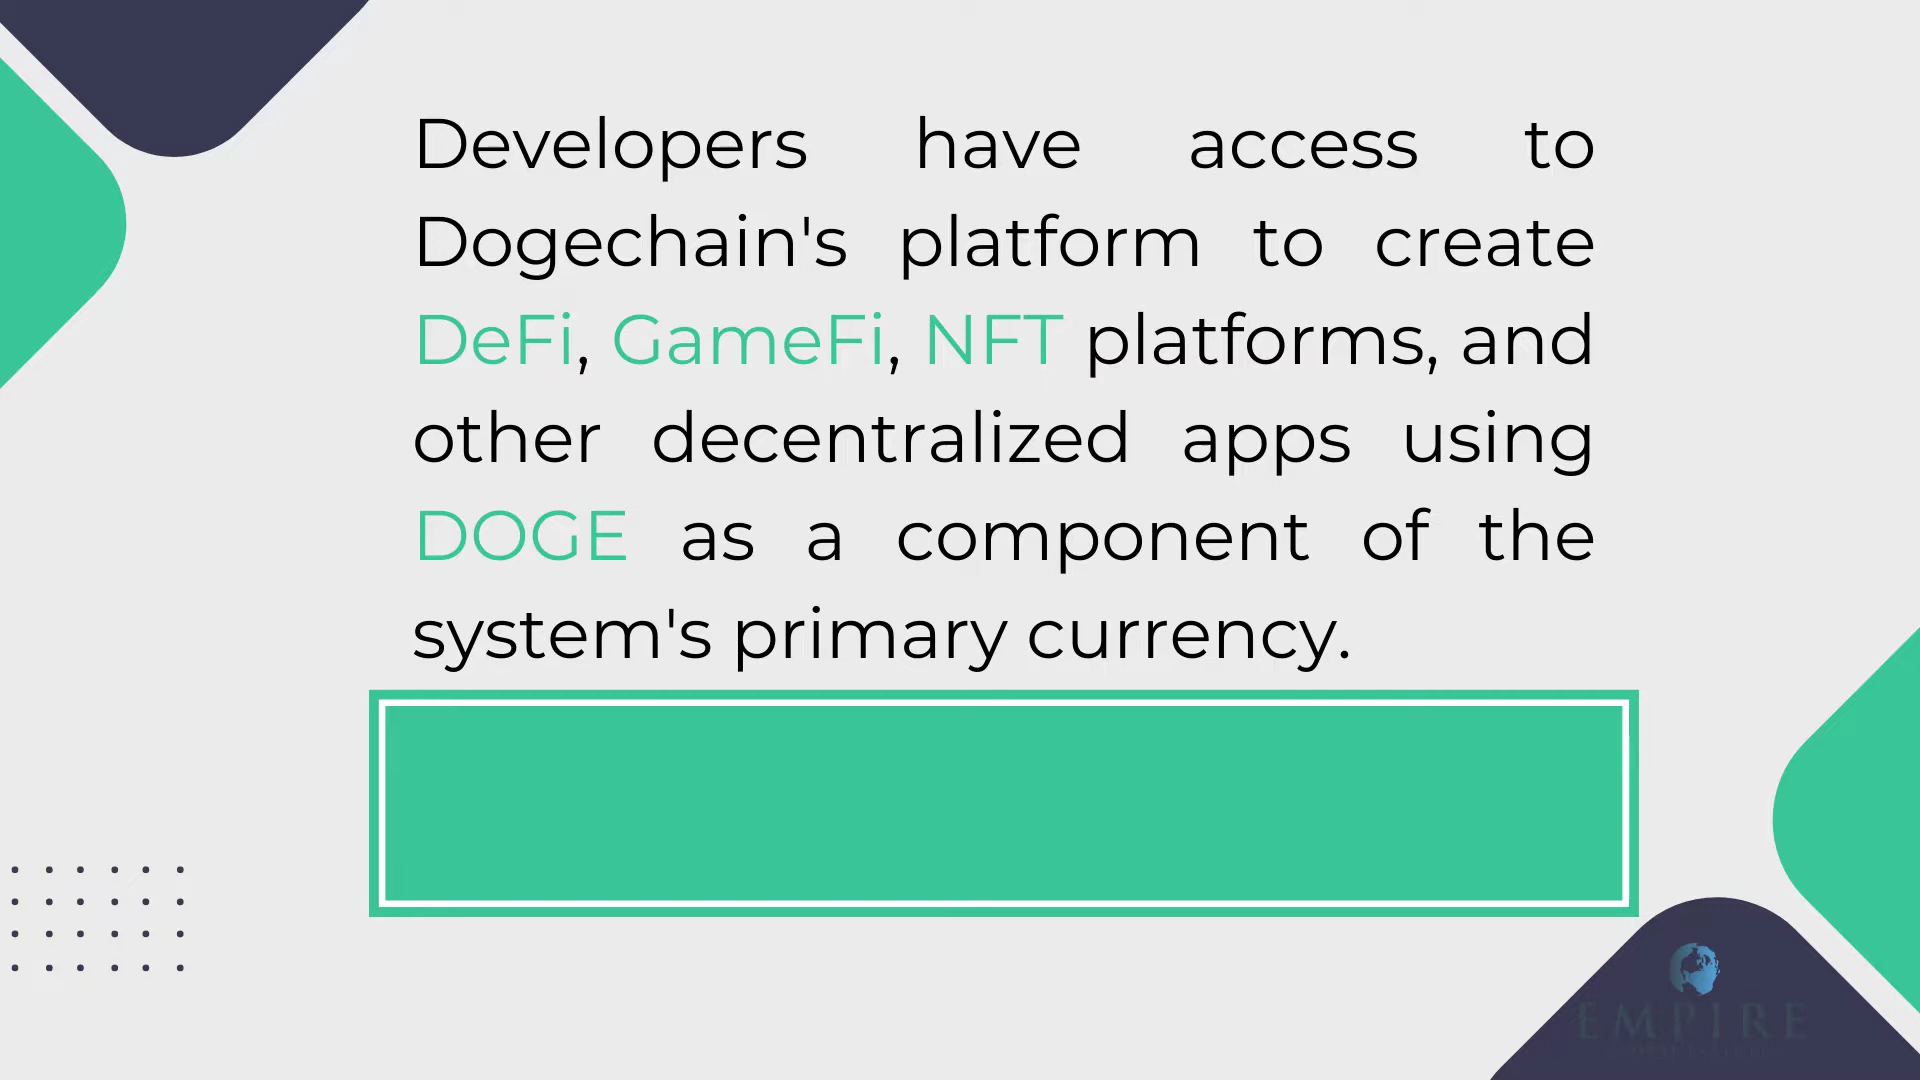 Developers have access to
Dogechain's platform to create
DeFi, GameFi, NFT platforms, and
other decentralized apps using
DOGE as a component of the
system's primary currency.
EMPIRE